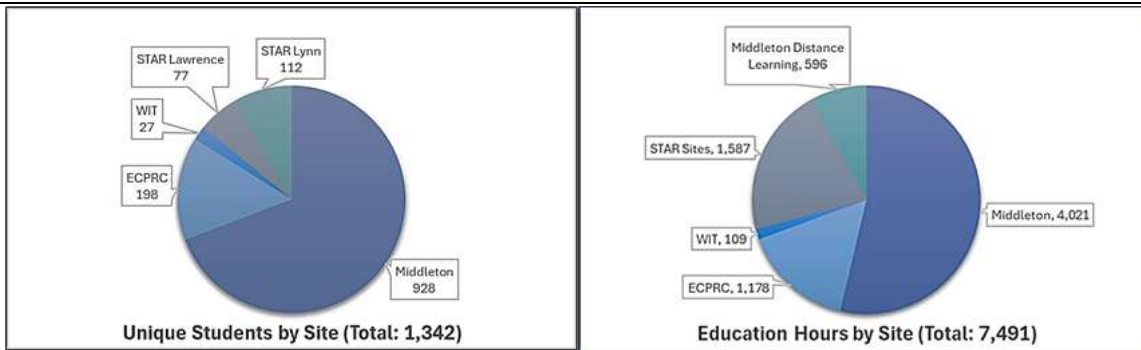 STAR Lynn
112
STAR Lawrence
77
WIT
27
ECPRC
198
Middleton
928
Unique Students by Site (Total: 1,342)
Middleton Distance
Learning, 596
STAR Sites, 1,587
Middleton, 4,021
WIT, 109
ECPRC, 1,178
Education Hours by Site (Total: 7,491)